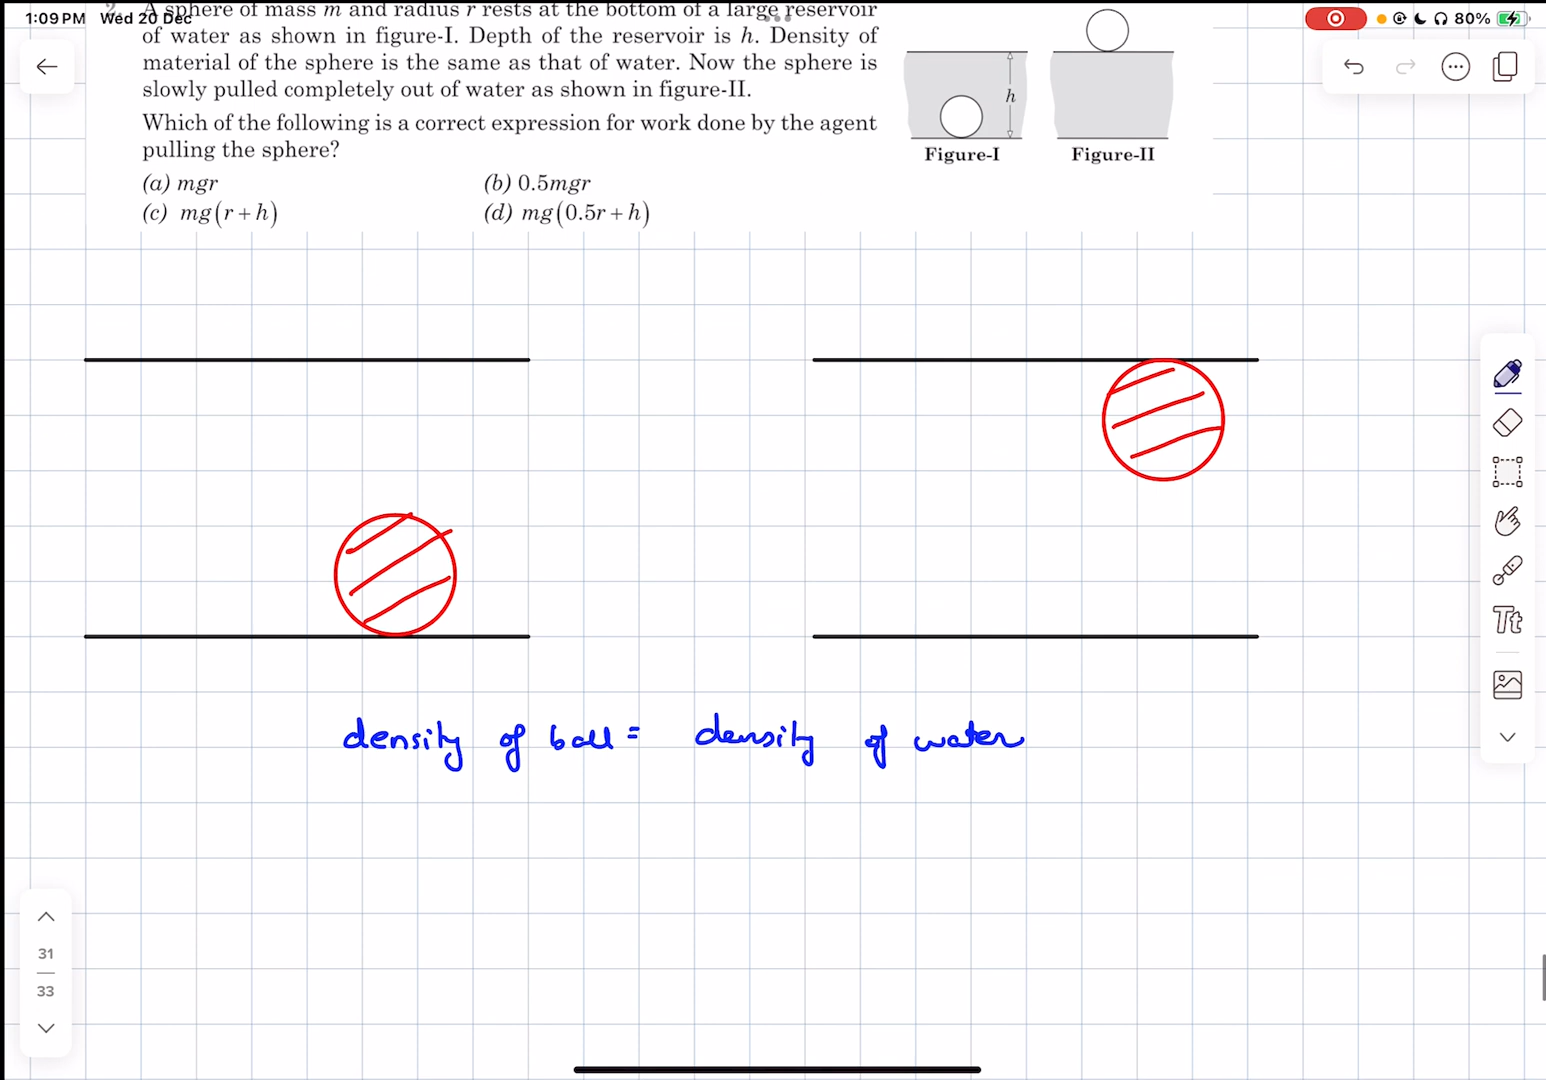 1:09 PM Wed 20 Dec
80%
2. A sphere of mass m and radius r rests at the bottom of a large reservoir
of water as shown in figure-I. Depth of the reservoir is h. Density of
material of the sphere is the same as that of water. Now the sphere is
slowly pulled completely out of water as shown in figure-II.
Which of the following is a correct expression for work done by the agent
pulling the sphere?
(a) mgr
(b) 0.5mgr
(c) mg(r+h)
(d) mg(0.5r+h)
h
Figure-I
Figure-II
density of ball = density of water
Tt
31
33